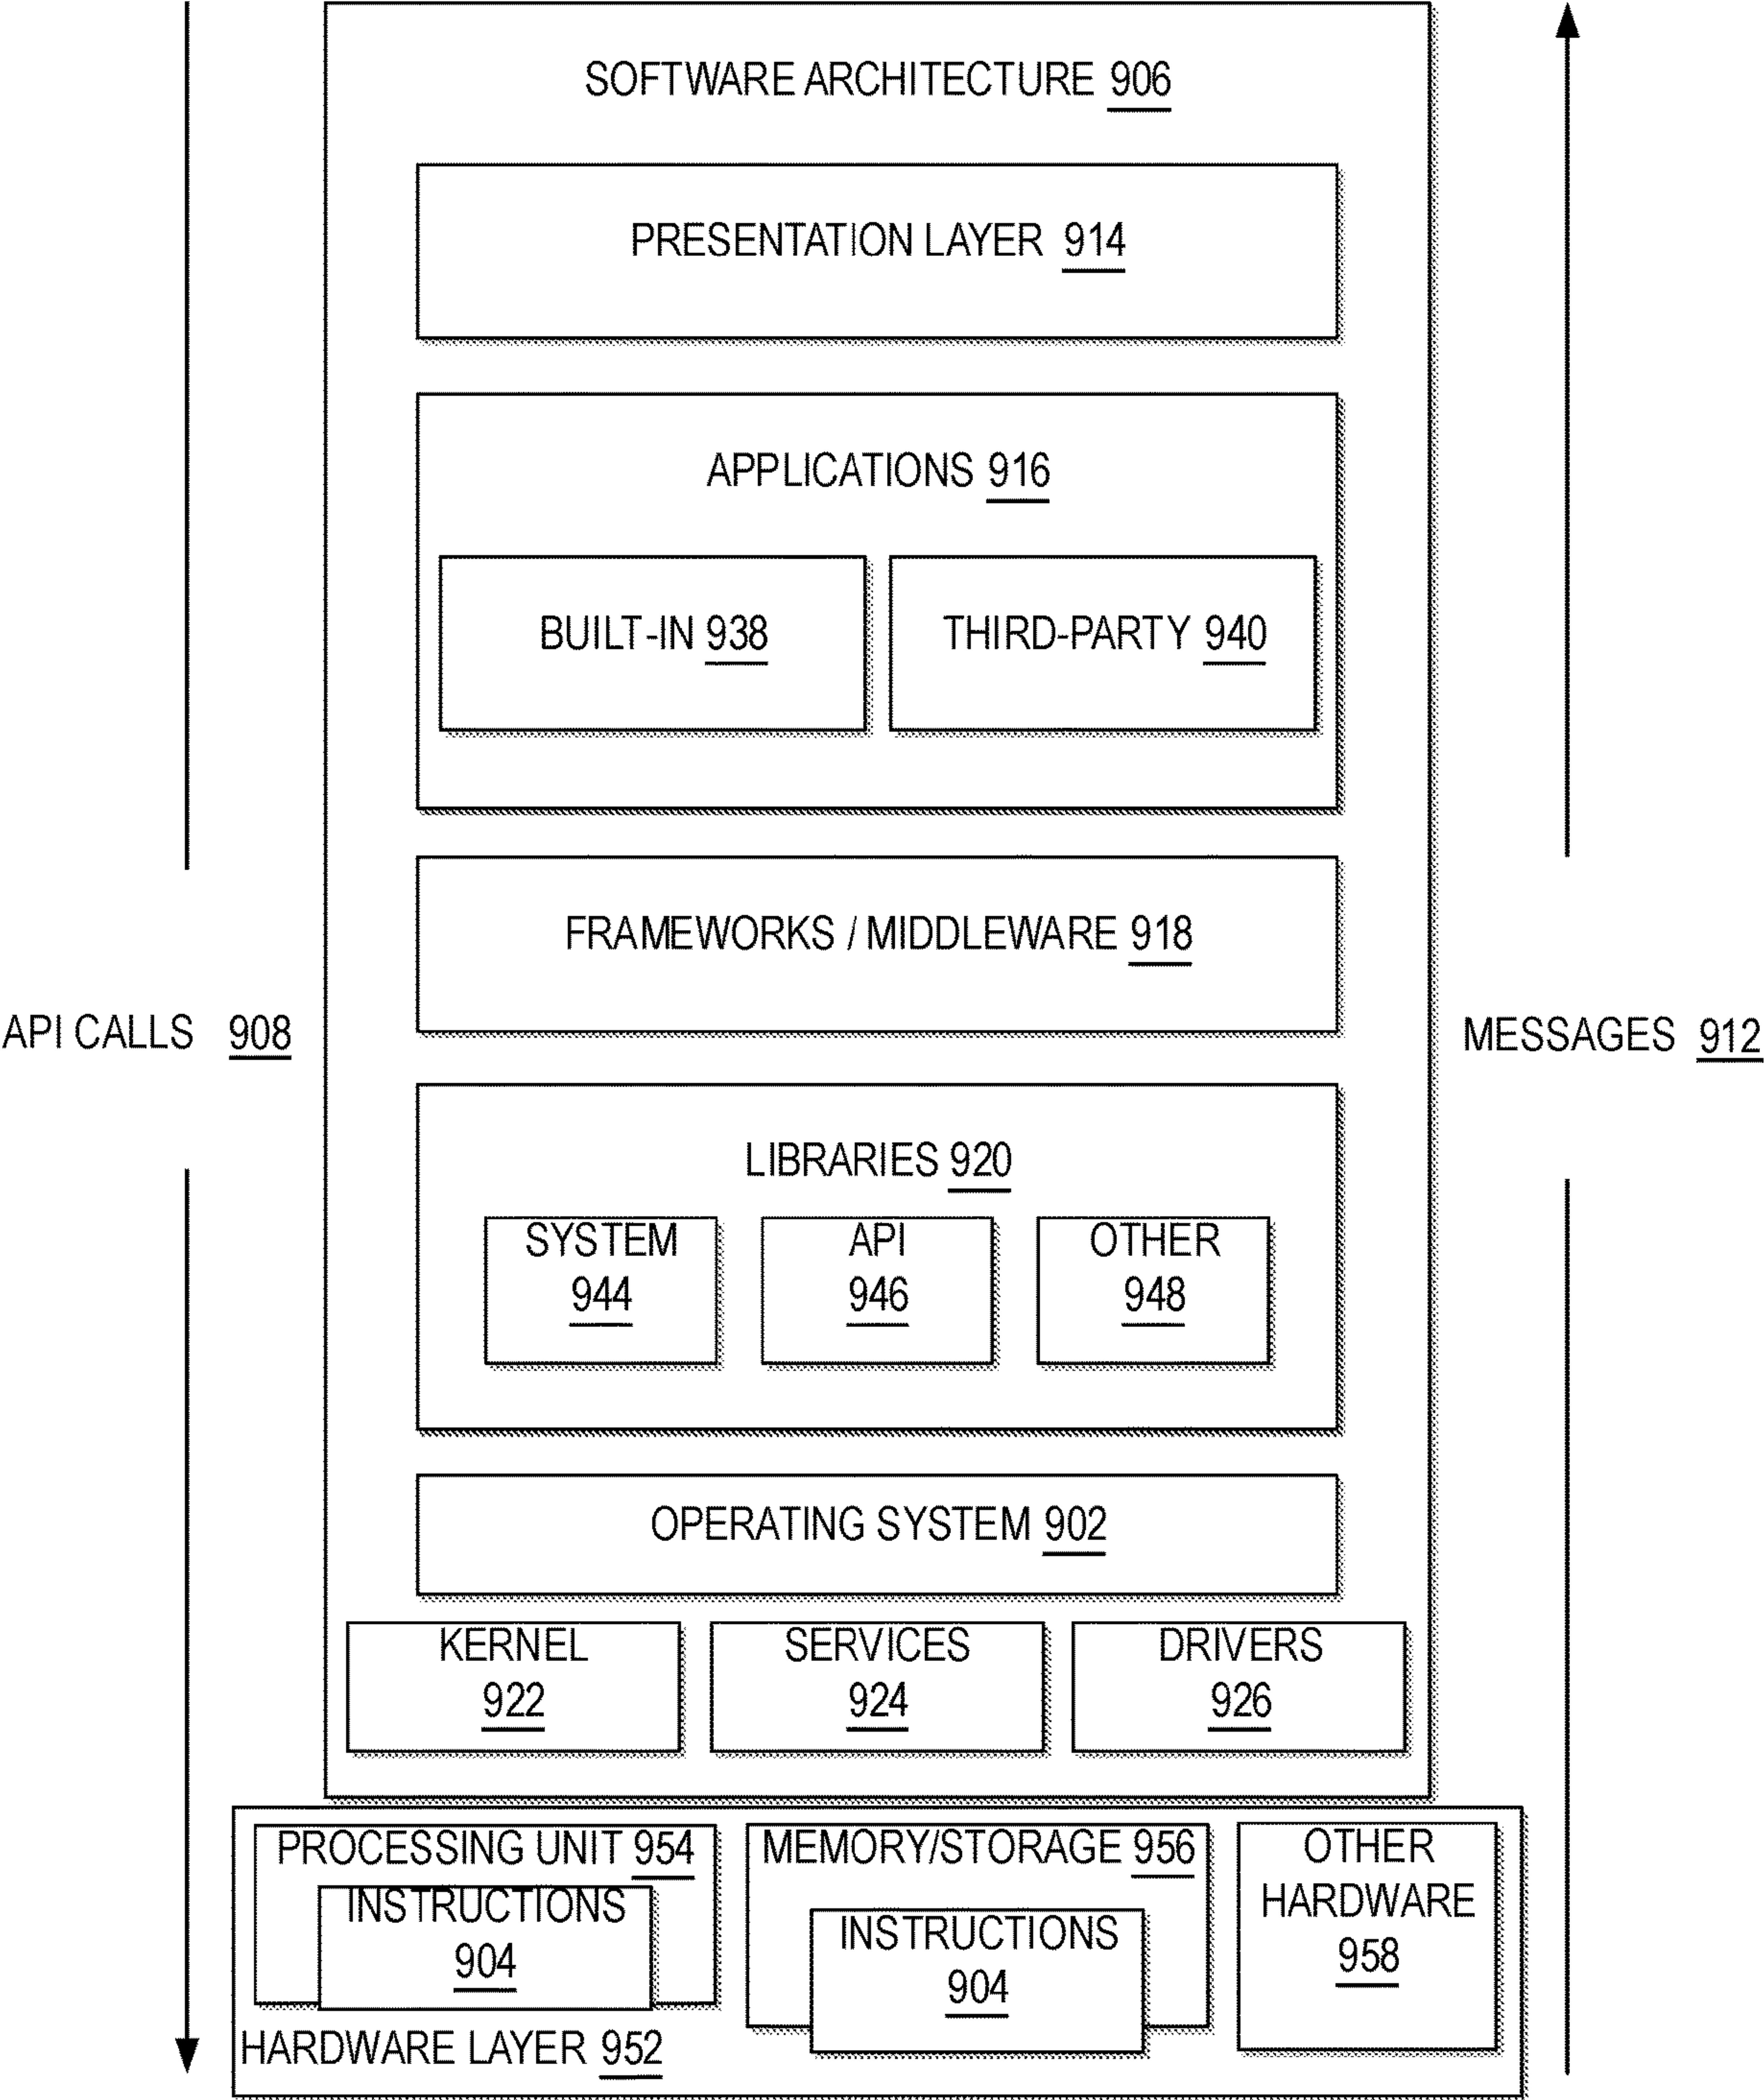 SOFTWARE ARCHITECTURE 906
PRESENTATION LAYER 914
APPLICATIONS 916
BUILT-IN 938
THIRD-PARTY 940
FRAMEWORKS / MIDDLEWARE 918
API CALLS 908
MESSAGES 912
LIBRARIES 920
SYSTEM
944
API
946
OTHER
948
OPERATING SYSTEM 902
KERNEL
922
SERVICES
924
DRIVERS
926
PROCESSING UNIT 954
INSTRUCTIONS
904
MEMORY/STORAGE 956
INSTRUCTIONS
904
OTHER
HARDWARE
958
HARDWARE LAYER 952